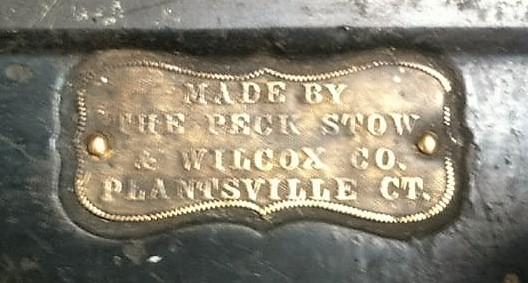 MADE BY
THE PECK STOW
& WILCOX CO.
PLANTSVILLE CT.